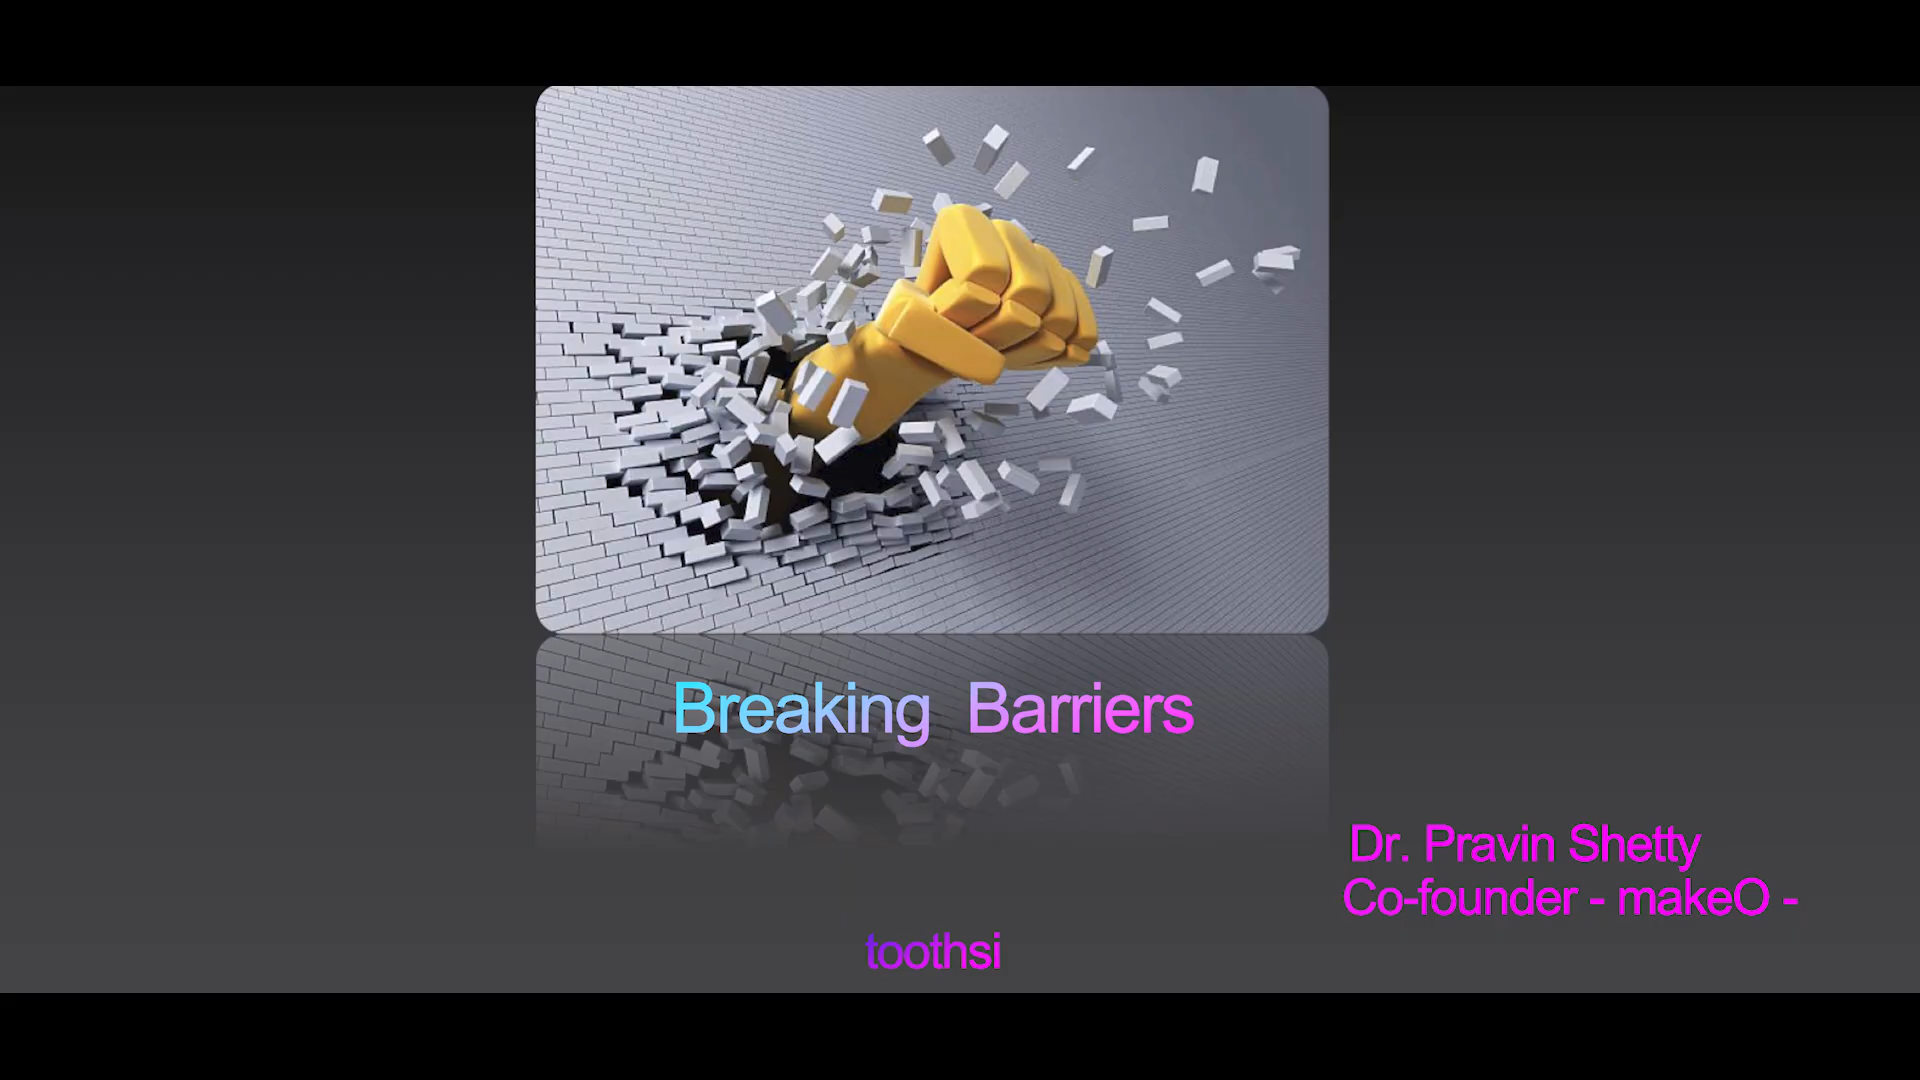 Breaking Barriers
Dr. Pravin Shetty
Co-founder - makeO -
toothsi